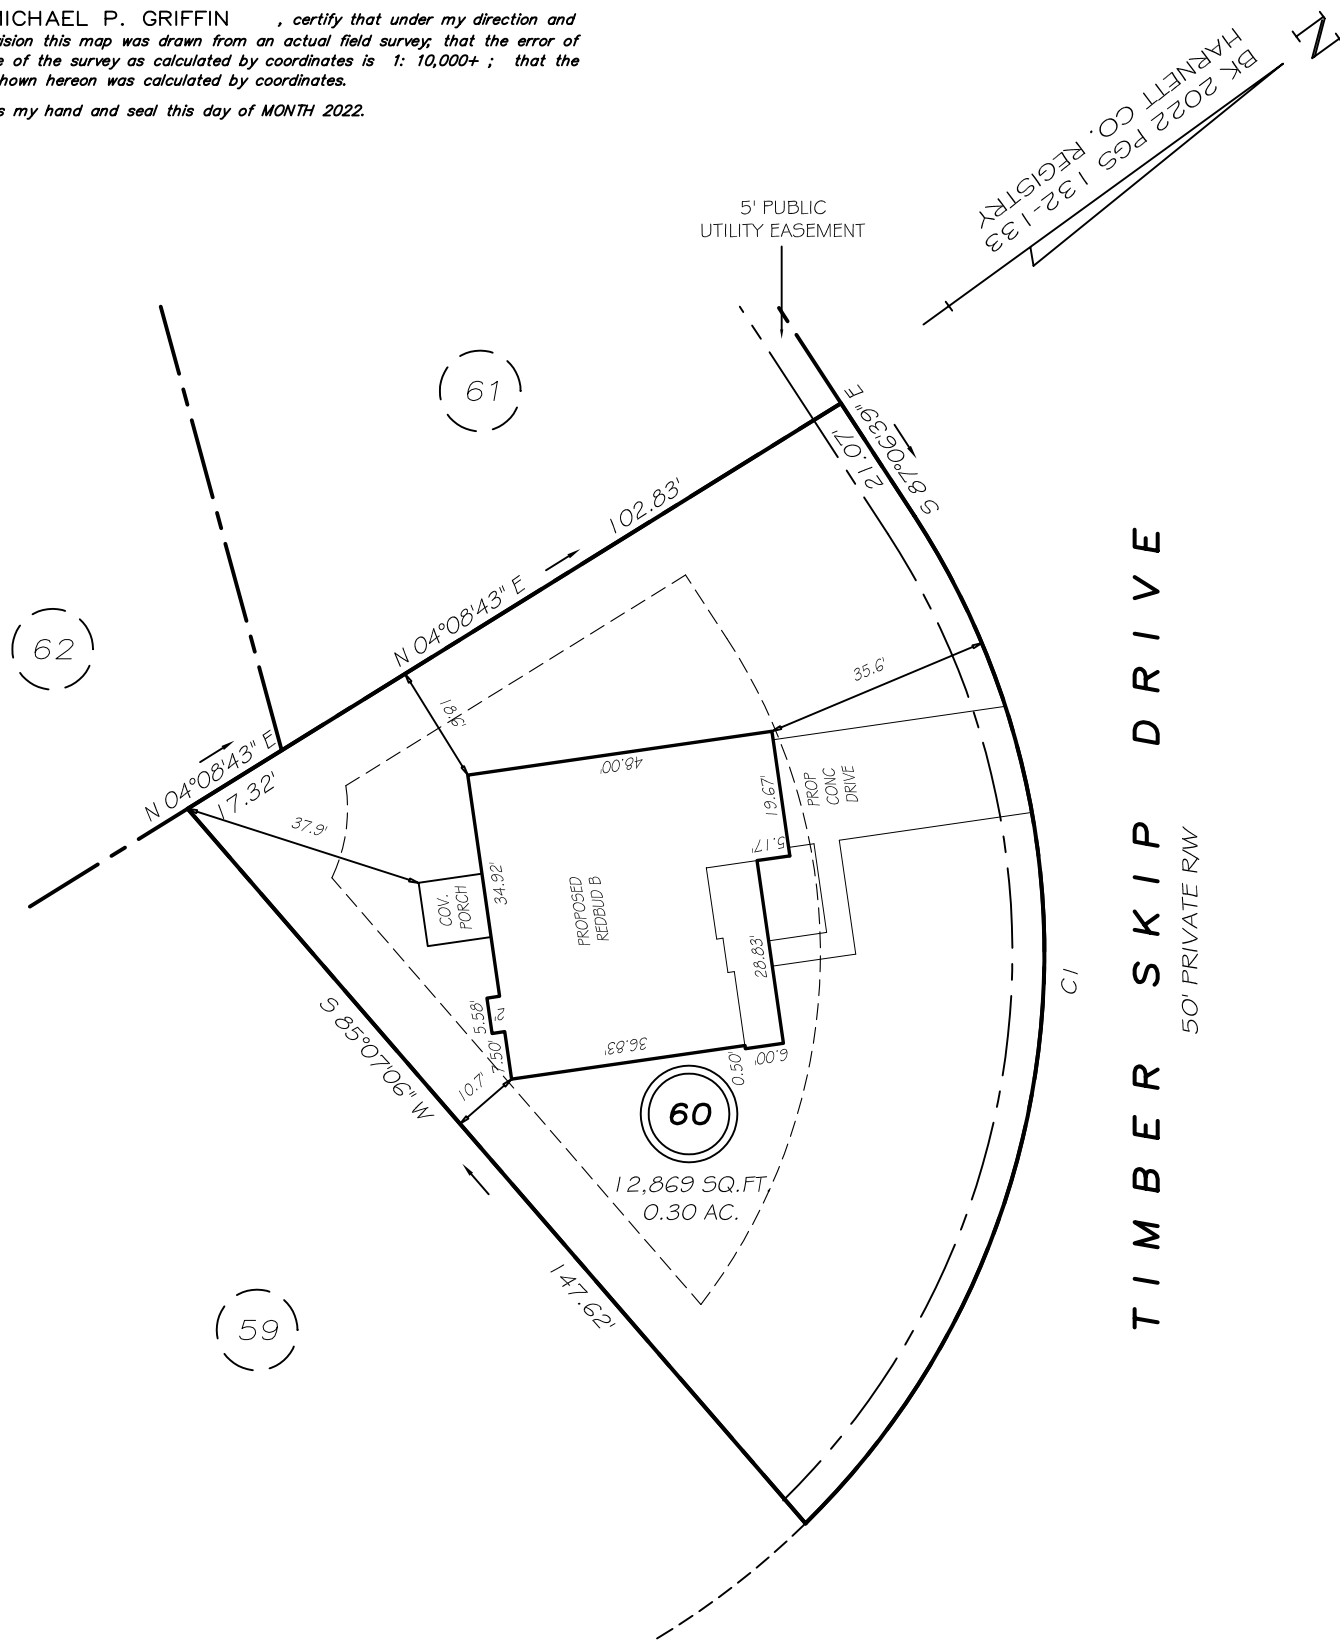 MICHAEL P. GRIFFIN , certify that under my direction and
ision this map was drawn from an actual field survey; that the error of
e of the survey as calculated by coordinates is 1: 10,000+ ; that the
hown hereon was calculated by coordinates.
s my hand and seal this day of MONTH 2022.
N
BK 2022 PGS 132-133
HARNETT CO. REGISTRY
5' PUBLIC
UTILITY EASEMENT
61
62
S 87°06'39" E
21.07'
102.83'
N 04°08'43" E
N 04°08'43" E
17.32'
37.9'
19.8'
35.6'
48.00'
19.67'
5.17'
PROP
CONC
DRIVE
COV.
PORCH
34.92'
PROPOSED
REDBUD B
28.83'
5.58'
2'
7.50'
36.83'
0.50'
6.00'
10.7'
S 85°07'06" W
147.62'
60
12,869 SQ.FT.
0.30 AC.
59
C1
TIMBER SKIP DRIVE
50' PRIVATE R/W